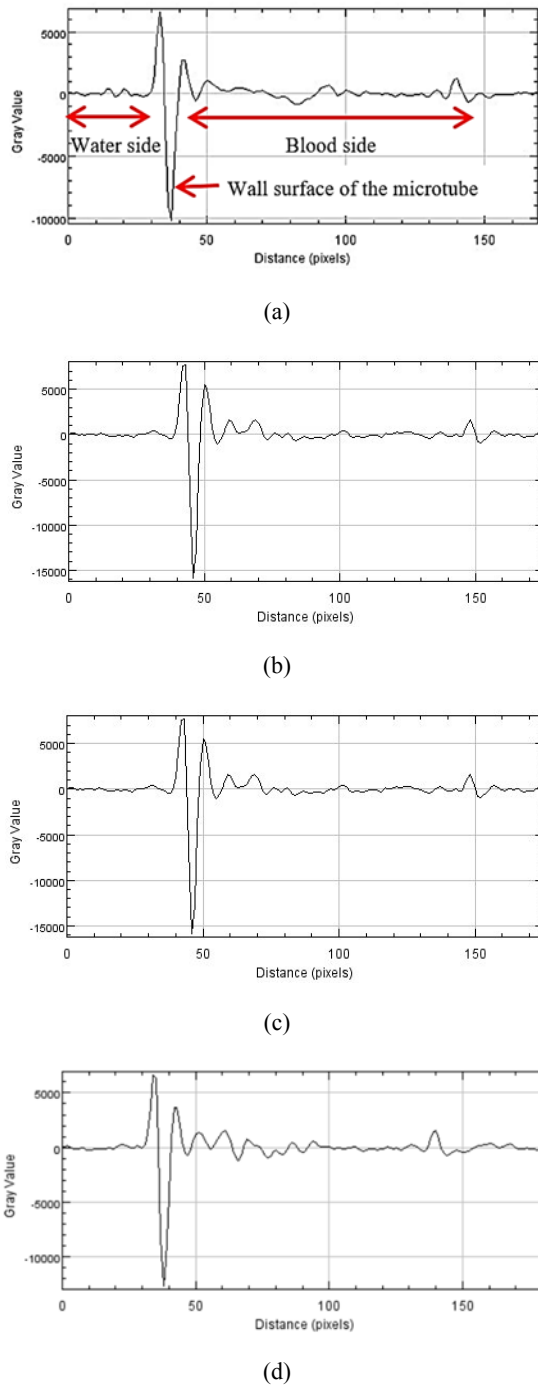 5000
0
-5000
-10000
Gray Value
Water side
Blood side
Wall surface of the microtube
0 50 100 150
Distance (pixels)
(a)
5000
0
-5000
-10000
-15000
Gray Value
0 50 100 150
Distance (pixels)
(b)
5000
0
-5000
-10000
-15000
Gray Value
0 50 100 150
Distance (pixels)
(c)
5000
0
-5000
-10000
Gray Value
0 50 100 150
Distance (pixels)
(d)